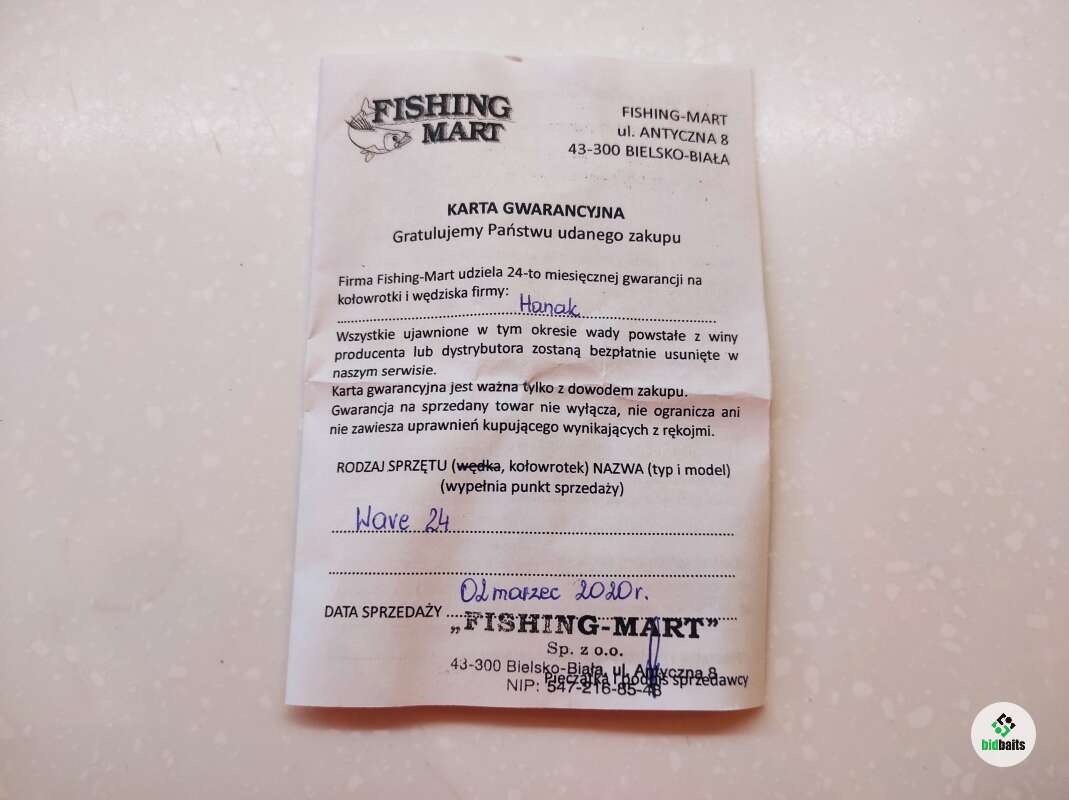 FISHING
MART
FISHING-MART
ul. ANTYCZNA 8
43-300 BIELSKO-BIAŁA
KARTA GWARANCYJNA
Gratulujemy Państwu udanego zakupu
Firma Fishing-Mart udziela 24-to miesięcznej gwarancji na
kołowrotki i wędziska firmy:
Hanak
Wszystkie ujawnione w tym okresie wady powstałe z winy
producenta lub dystrybutora zostaną bezpłatnie usunięte w
naszym serwisie.
Karta gwarancyjna jest ważna tylko z dowodem zakupu.
Gwarancja na sprzedany towar nie wyłącza, nie ogranicza ani
nie zawiesza uprawnień kupującego wynikających z rękojmi.
RODZAJ SPRZĘTU (wędka, kołowrotek) NAZWA (typ i model)
(wypełnia punkt sprzedaży)
Wave 24
02 marzec 2020 r.
DATA SPRZEDAŻY
„FISHING-MART”
Sp. z o.o.
43-300 Bielsko-Biała, ul. Antyczna 8
Pieczątka i podpis sprzedawcy
NIP: 547-216-85-48
bidbaits